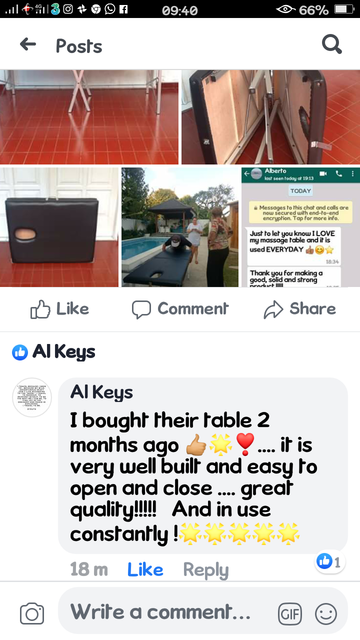 4G 3 09:40 66%
Posts
Alberto
last seen today at 19:13
TODAY
Messages to this chat and calls are
now secured with end-to-end
encryption. Tap for more info.
Just to let you know I LOVE
my massage table and it is
used EVERYDAY 👍😋⭐
Thank you for making a
good, solid and strong
product !!!!!
Like Comment Share
Al Keys
Al Keys
I bought their table 2
months ago 👍🌟❣️.... it is
very well built and easy to
open and close .... great
quality!!!!! And in use
constantly !🌟🌟🌟🌟🌟
18 m Like Reply 1
Write a comment... GIF